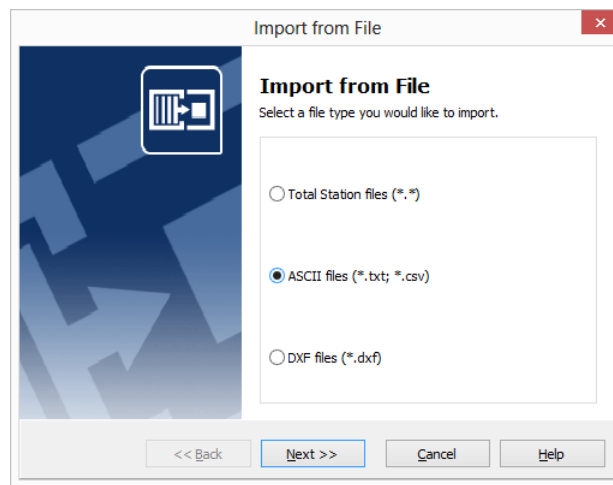 Import from File
Import from File
Select a file type you would like to import.
Total Station files (*.*)
ASCII files (*.txt; *.csv)
DXF files (*.dxf)
<< Back
Next >>
Cancel
Help